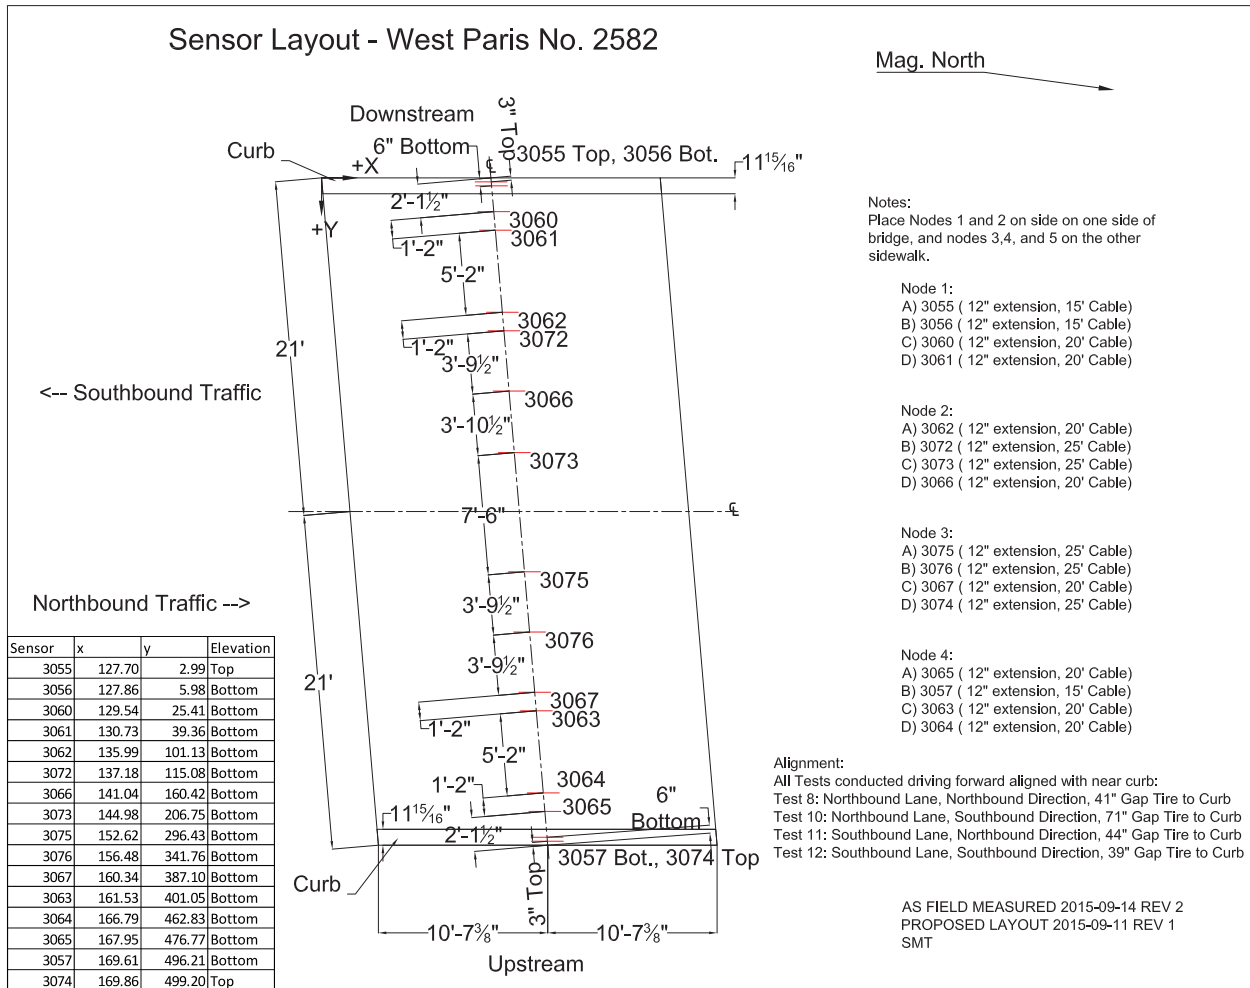 Sensor Layout - West Paris No. 2582
Mag. North
Downstream
3" Top
6" Bottom
Curb
+X
+Y
℄
3055 Top, 3056 Bot.
11 15/16"
2'-1½"
3060
3061
1'-2"
5'-2"
3062
3072
1'-2"
3'-9½"
3066
3'-10½"
3073
21'
<-- Southbound Traffic
7'-6"
℄
3075
3'-9½"
3076
3'-9½"
Northbound Traffic -->
21'
3067
3063
1'-2"
5'-2"
3064
1'-2"
3065
6"
Bottom
11 15/16"
2'-1½"
3057 Bot., 3074 Top
3" Top
Curb
10'-7⅜"
10'-7⅜"
Upstream
Sensor x y Elevation
3055 127.70 2.99 Top
3056 127.86 5.98 Bottom
3060 129.54 25.41 Bottom
3061 130.73 39.36 Bottom
3062 135.99 101.13 Bottom
3072 137.18 115.08 Bottom
3066 141.04 160.42 Bottom
3073 144.98 206.75 Bottom
3075 152.62 296.43 Bottom
3076 156.48 341.76 Bottom
3067 160.34 387.10 Bottom
3063 161.53 401.05 Bottom
3064 166.79 462.83 Bottom
3065 167.95 476.77 Bottom
3057 169.61 496.21 Bottom
3074 169.86 499.20 Top
Notes:
Place Nodes 1 and 2 on side on one side of
bridge, and nodes 3,4, and 5 on the other
sidewalk.
Node 1:
A) 3055 ( 12" extension, 15' Cable)
B) 3056 ( 12" extension, 15' Cable)
C) 3060 ( 12" extension, 20' Cable)
D) 3061 ( 12" extension, 20' Cable)
Node 2:
A) 3062 ( 12" extension, 20' Cable)
B) 3072 ( 12" extension, 25' Cable)
C) 3073 ( 12" extension, 25' Cable)
D) 3066 ( 12" extension, 20' Cable)
Node 3:
A) 3075 ( 12" extension, 25' Cable)
B) 3076 ( 12" extension, 25' Cable)
C) 3067 ( 12" extension, 20' Cable)
D) 3074 ( 12" extension, 25' Cable)
Node 4:
A) 3065 ( 12" extension, 20' Cable)
B) 3057 ( 12" extension, 15' Cable)
C) 3063 ( 12" extension, 20' Cable)
D) 3064 ( 12" extension, 20' Cable)
Alignment:
All Tests conducted driving forward aligned with near curb:
Test 8: Northbound Lane, Northbound Direction, 41" Gap Tire to Curb
Test 10: Northbound Lane, Southbound Direction, 71" Gap Tire to Curb
Test 11: Southbound Lane, Northbound Direction, 44" Gap Tire to Curb
Test 12: Southbound Lane, Southbound Direction, 39" Gap Tire to Curb
AS FIELD MEASURED 2015-09-14 REV 2
PROPOSED LAYOUT 2015-09-11 REV 1
SMT